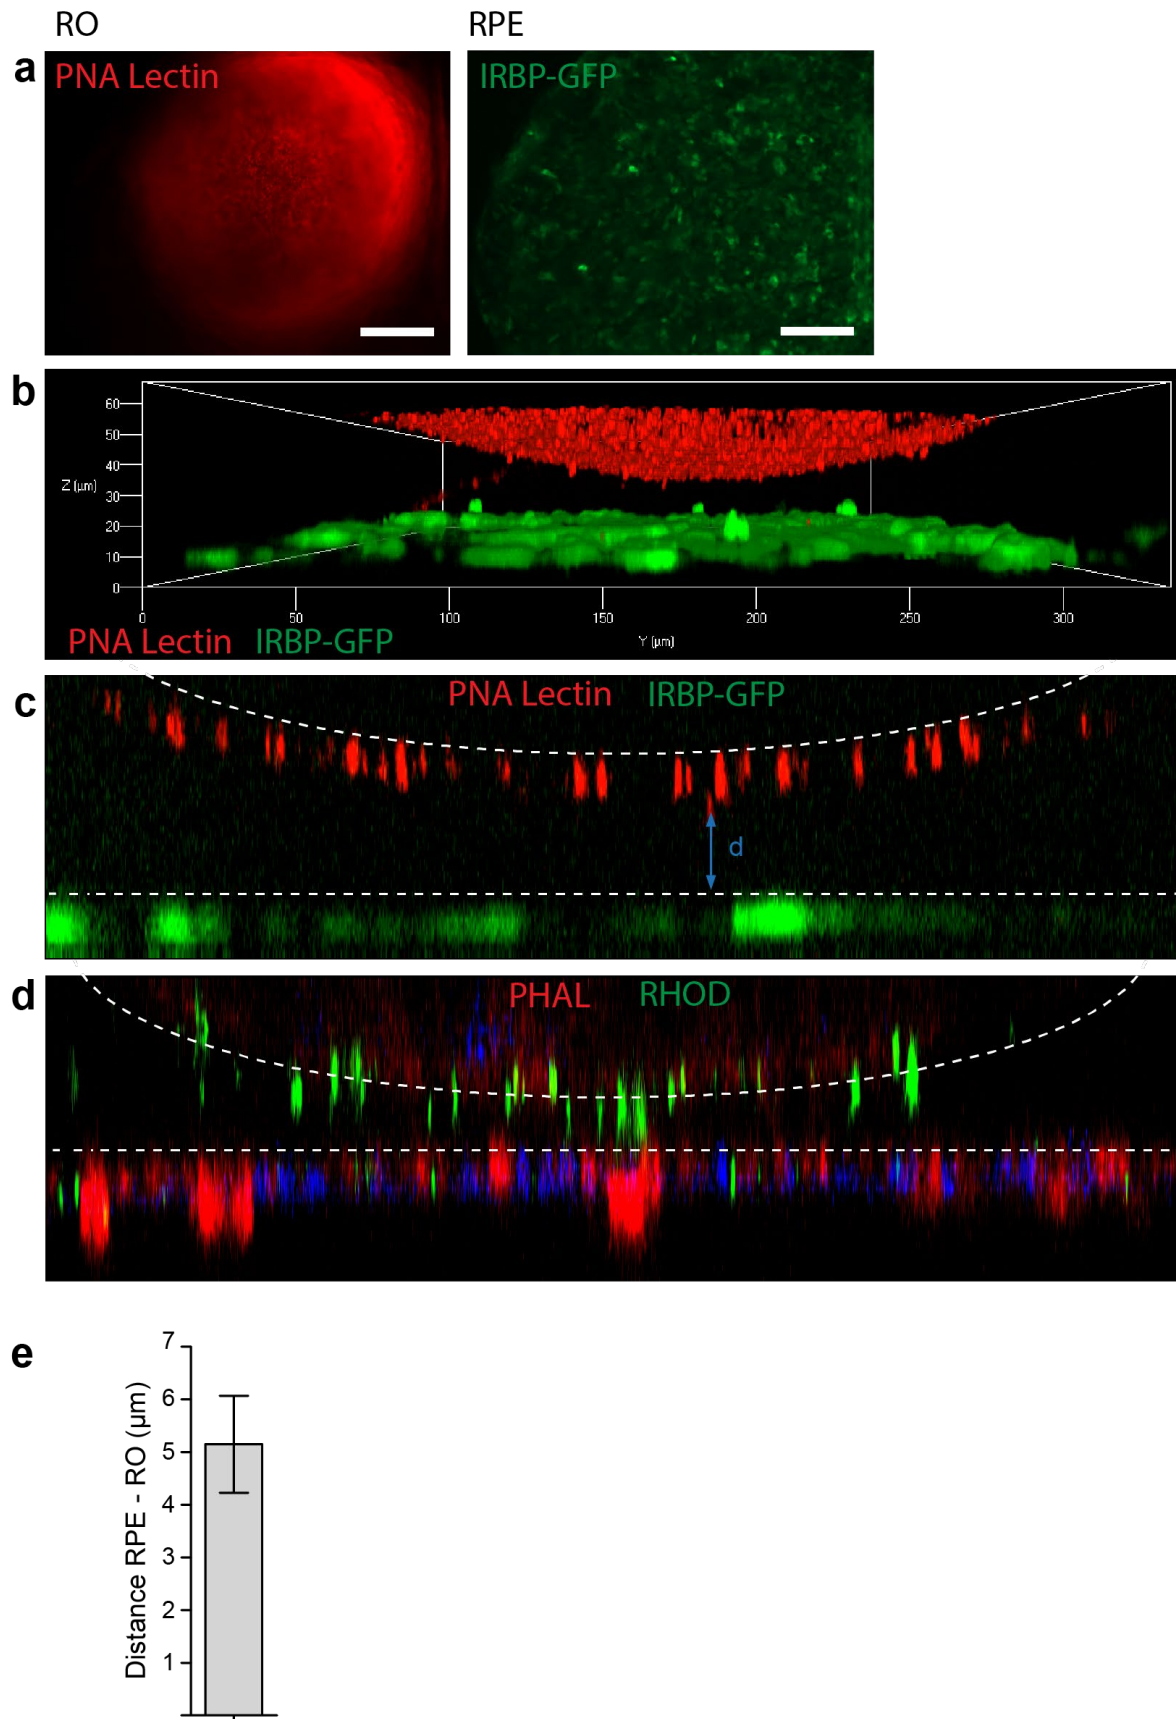 RO RPE
a
PNA Lectin IRBP-GFP
b
60
50
40
Z (µm)
30
20
10
0
0 50 100 150 200 250 300
Y (µm)
PNA Lectin IRBP-GFP
c
PNA Lectin IRBP-GFP
d
d
PHAL RHOD
e
7
6
5
4
3
2
1
Distance RPE - RO (µm)